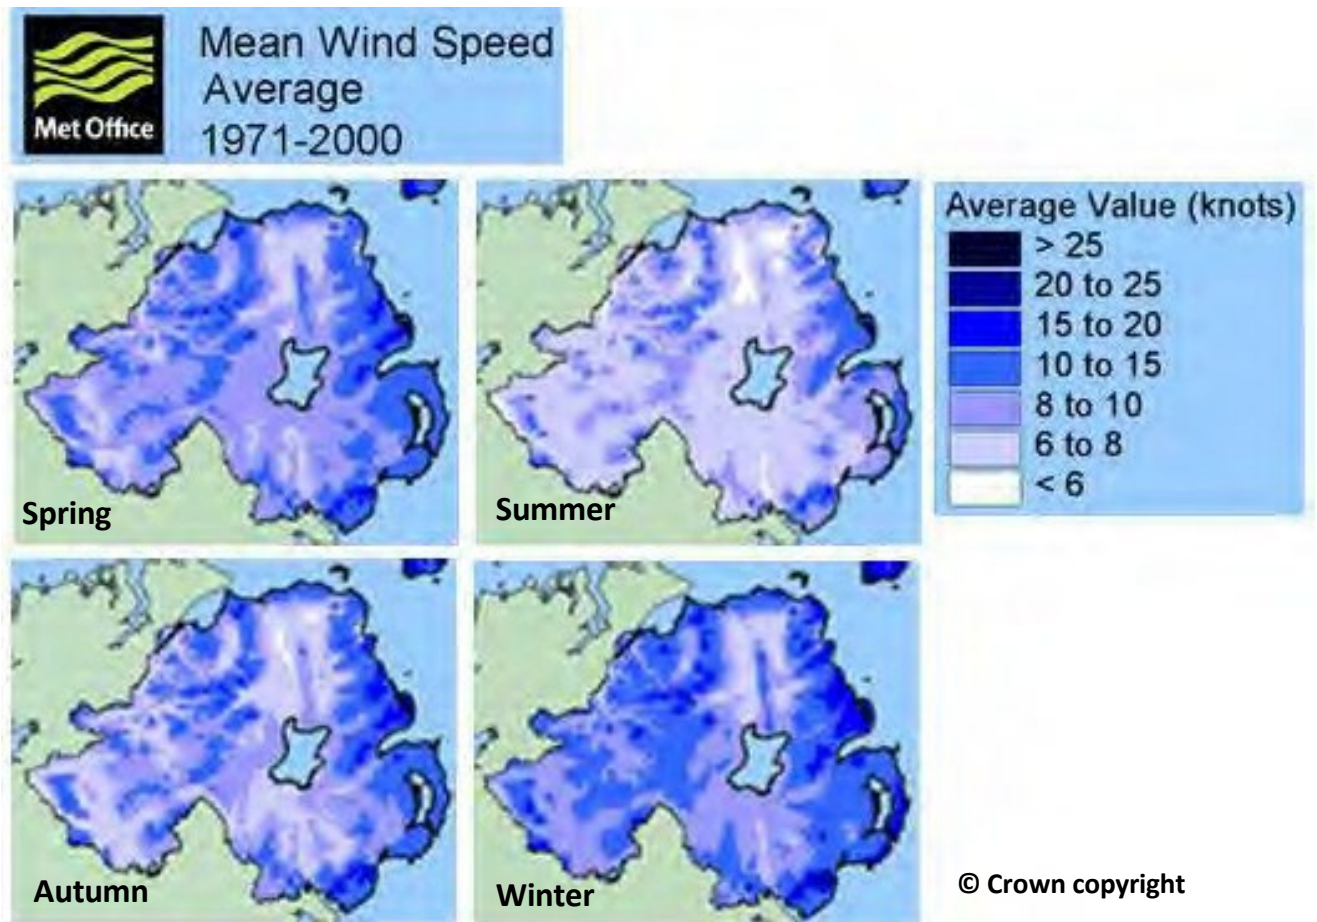 Met Office
Mean Wind Speed
Average
1971-2000
Spring
Summer
Average Value (knots)
> 25
20 to 25
15 to 20
10 to 15
8 to 10
6 to 8
< 6
Autumn
Winter
© Crown copyright